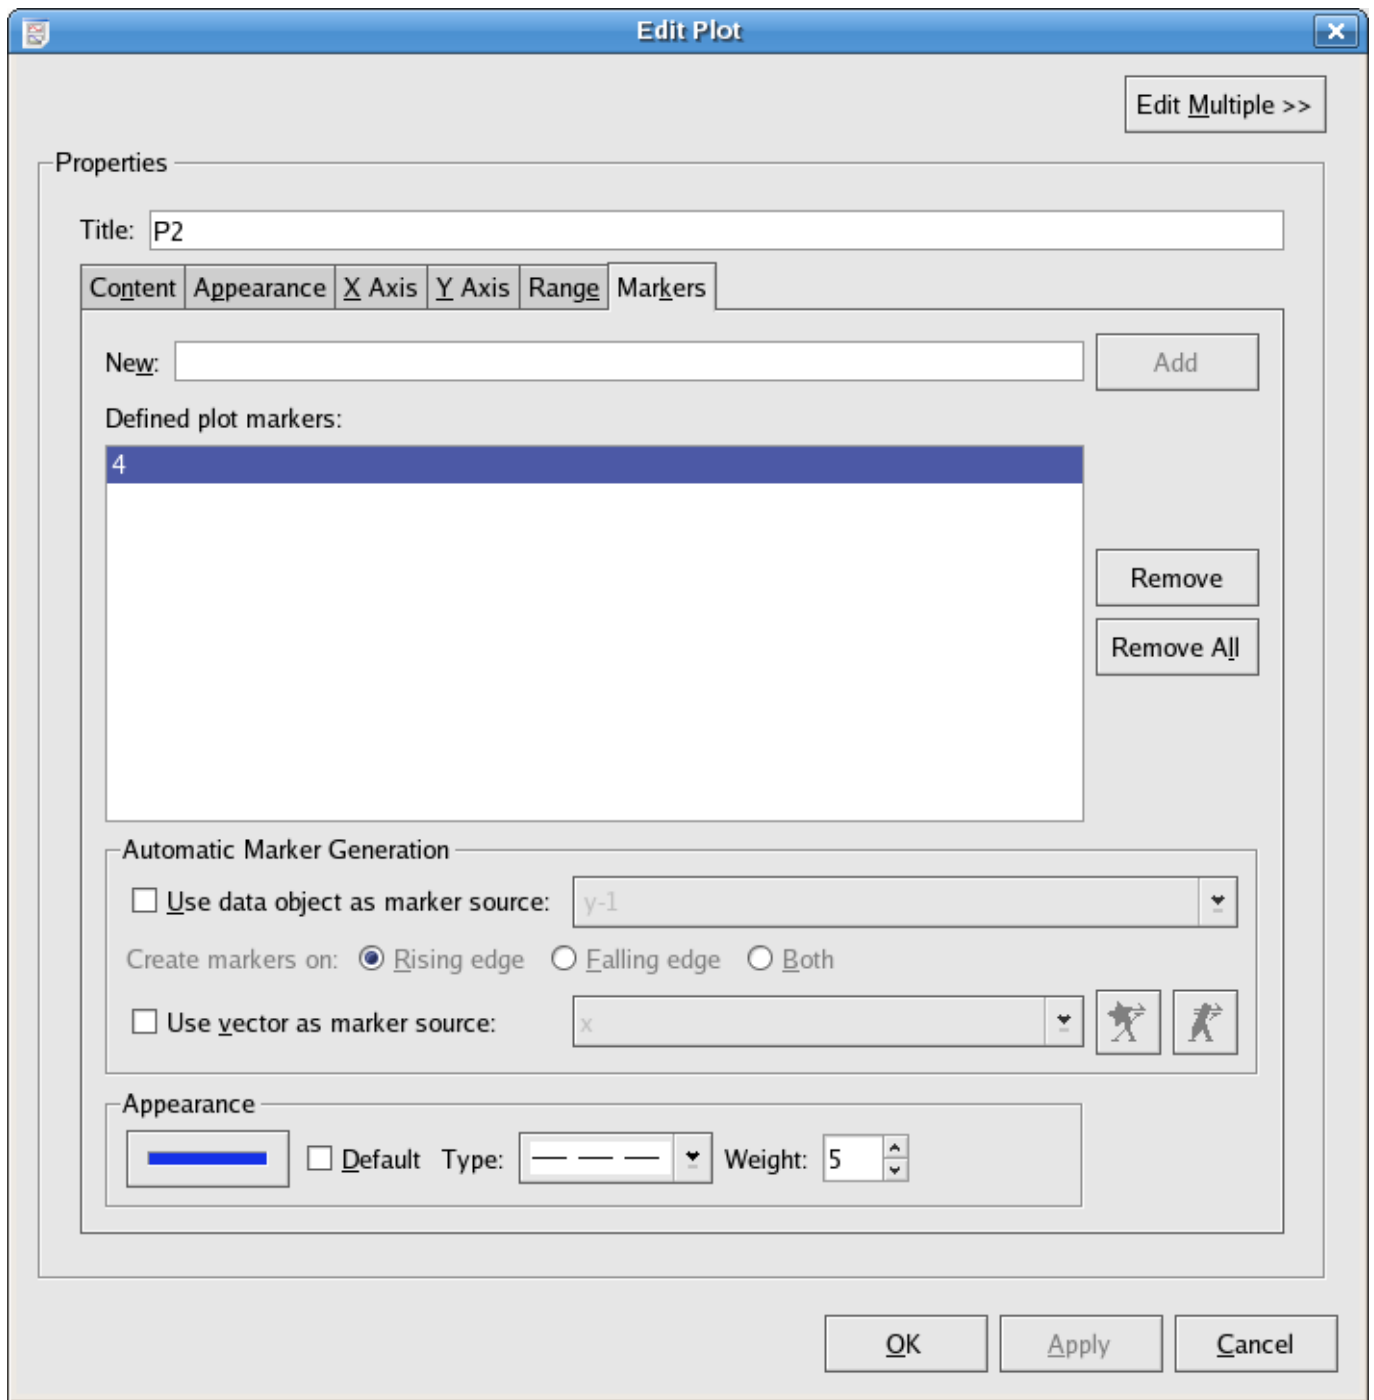 Edit Plot
Edit Multiple >>
Properties
Title: P2
Content Appearance X Axis Y Axis Range Markers
New: Add
Defined plot markers:
4
Remove
Remove All
Automatic Marker Generation
Use data object as marker source: y-1
Create markers on: Rising edge Falling edge Both
Use vector as marker source: x
Appearance
Default Type: Weight: 5
OK Apply Cancel